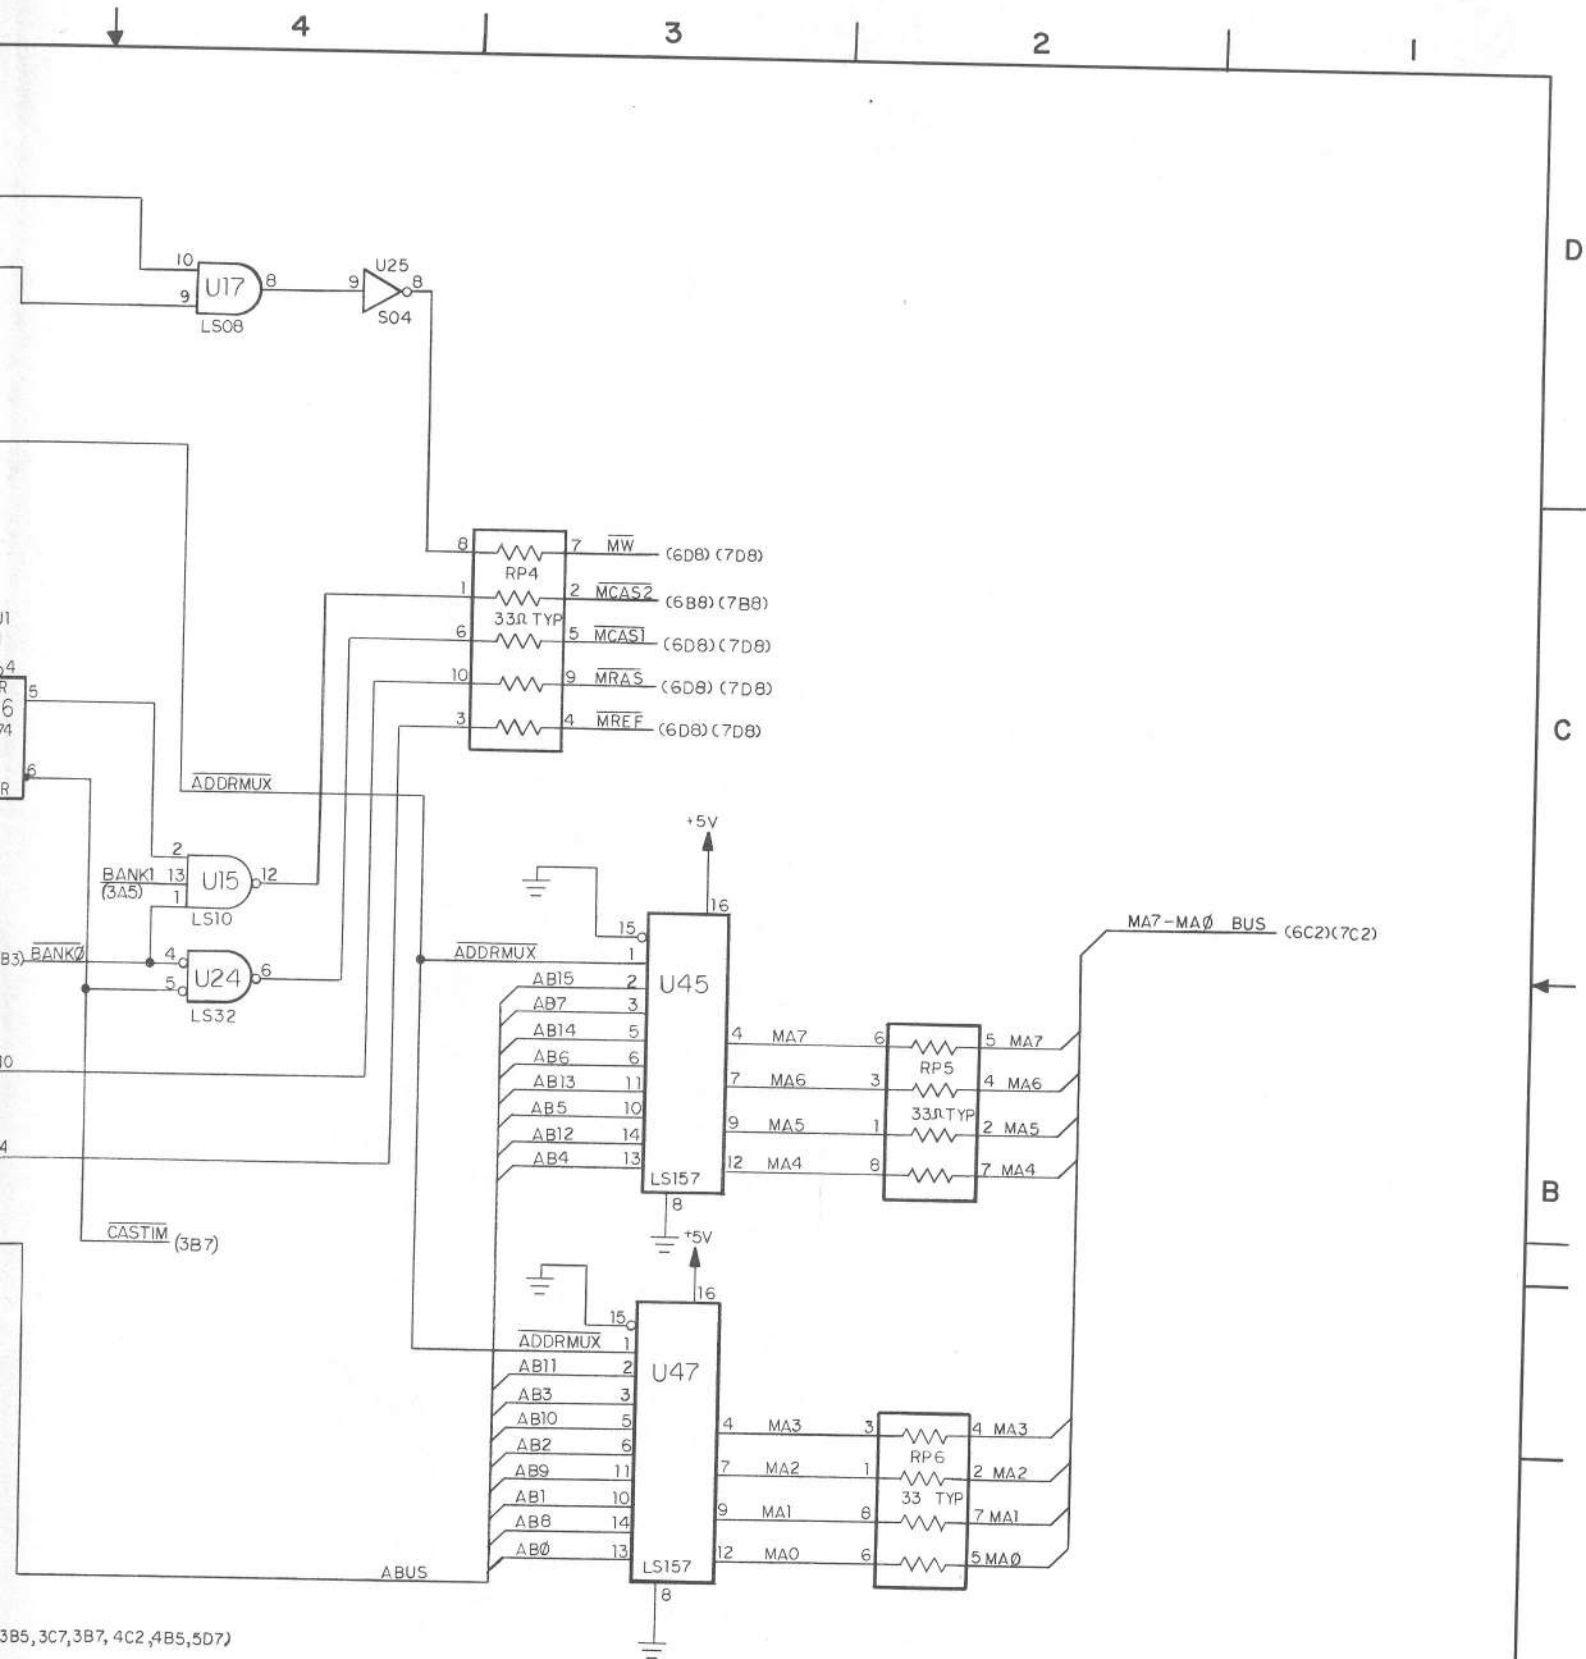 4 3 2 1
D
10 U17 8 9 U25 8
9
LS08 S04
8 7 MW (6D8)(7D8)
RP4
1 2 MCAS2 (6B8)(7B8)
33Ω TYP
6 5 MCAS1 (6D8)(7D8)
10 9 MRAS (6D8)(7D8)
3 4 MREF (6D8)(7D8)
C
U1
4
R 5
6
74
6
R
ADDRMUX
+5V
2
BANK1 13 U15 12
(3A5) 1
LS10
16
MA7-MAØ BUS (6C2)(7C2)
15
B3) BANKØ 4 U24 6
5
LS32
ADDRMUX 1
AB15 2 U45
AB7 3
AB14 5 4 MA7 6 5 MA7
AB6 6 RP5
AB13 11 7 MA6 3 4 MA6
AB5 10 33Ω TYP
AB12 14 9 MA5 1 2 MA5
AB4 13 12 MA4 8 7 MA4
LS157
8
10
4
B
CASTIM (3B7)
+5V
16
15
ADDRMUX 1
AB11 2 U47
AB3 3
AB10 5 4 MA3 3 4 MA3
AB2 6 RP6
AB9 11 7 MA2 1 2 MA2
AB1 10 33 TYP
AB8 14 9 MA1 8 7 MA1
ABØ 13 12 MA0 6 5 MAØ
LS157
ABUS
8
3B5,3C7,3B7,4C2,4B5,5D7)